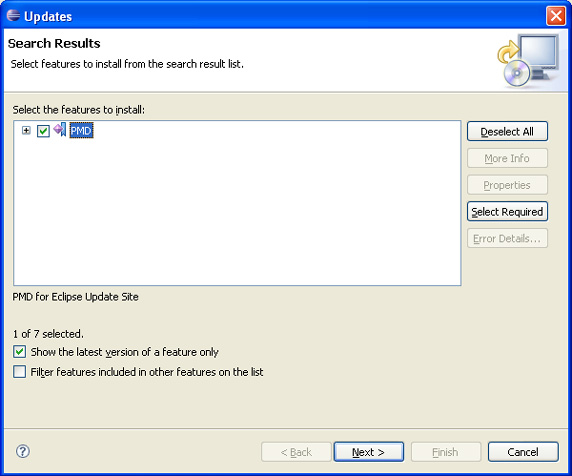 Updates
Search Results
Select features to install from the search result list.
Select the features to install:
PMD
Deselect All
More Info
Properties
Select Required
Error Details...
PMD for Eclipse Update Site
1 of 7 selected.
Show the latest version of a feature only
Filter features included in other features on the list
?
< Back
Next >
Finish
Cancel